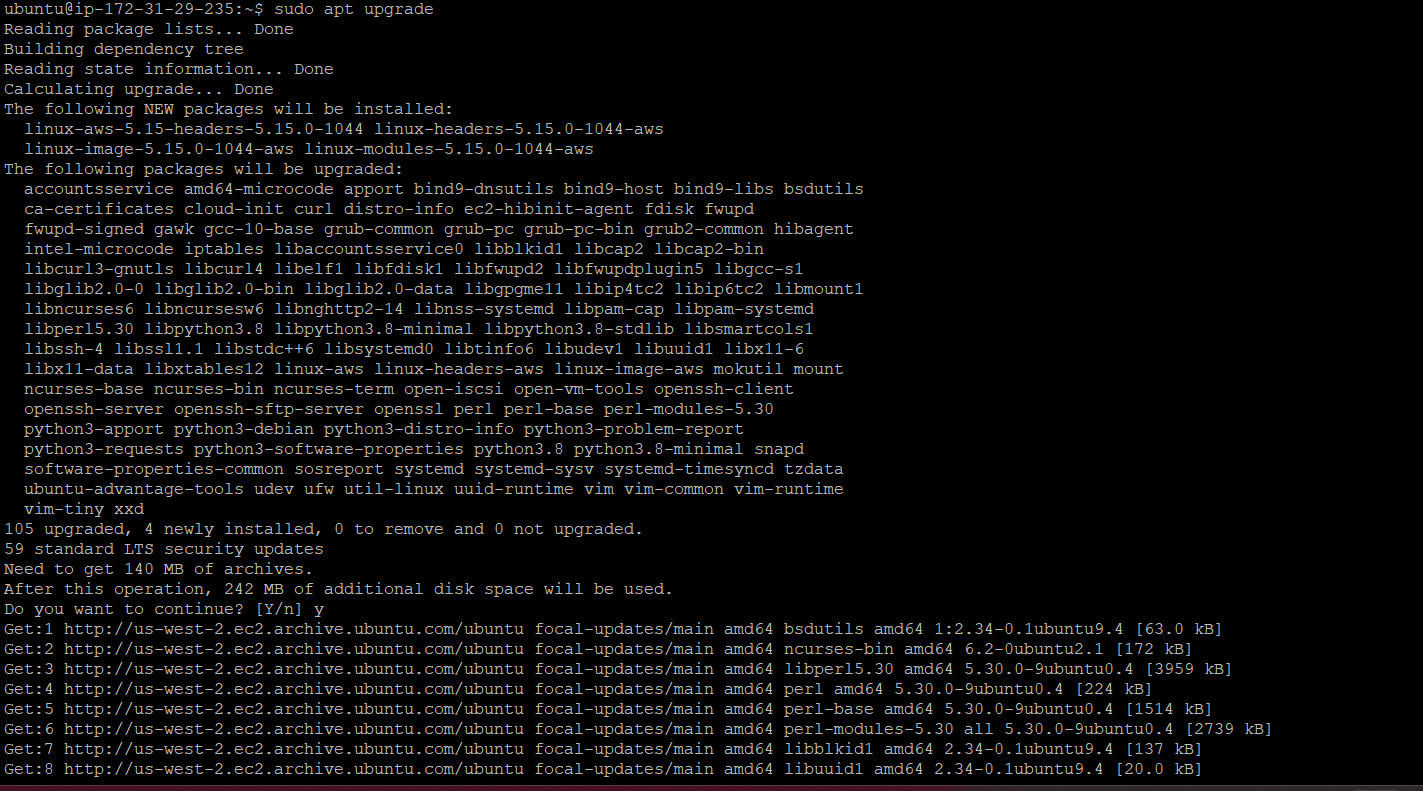 ubuntu@ip-172-31-29-235:~$ sudo apt upgrade
Reading package lists... Done
Building dependency tree
Reading state information... Done
Calculating upgrade... Done
The following NEW packages will be installed:
  linux-aws-5.15-headers-5.15.0-1044 linux-headers-5.15.0-1044-aws
  linux-image-5.15.0-1044-aws linux-modules-5.15.0-1044-aws
The following packages will be upgraded:
  accountsservice amd64-microcode apport bind9-dnsutils bind9-host bind9-libs bsdutils
  ca-certificates cloud-init curl distro-info ec2-hibinit-agent fdisk fwupd
  fwupd-signed gawk gcc-10-base grub-common grub-pc grub-pc-bin grub2-common hibagent
  intel-microcode iptables libaccountsservice0 libblkid1 libcap2 libcap2-bin
  libcurl3-gnutls libcurl4 libelf1 libfdisk1 libfwupd2 libfwupdplugin5 libgcc-s1
  libglib2.0-0 libglib2.0-bin libglib2.0-data libgpgme11 libip4tc2 libip6tc2 libmount1
  libncurses6 libncursesw6 libnghttp2-14 libnss-systemd libpam-cap libpam-systemd
  libperl5.30 libpython3.8 libpython3.8-minimal libpython3.8-stdlib libsmartcols1
  libssh-4 libssl1.1 libstdc++6 libsystemd0 libtinfo6 libudev1 libuuid1 libx11-6
  libx11-data libxtables12 linux-aws linux-headers-aws linux-image-aws mokutil mount
  ncurses-base ncurses-bin ncurses-term open-iscsi open-vm-tools openssh-client
  openssh-server openssh-sftp-server openssl perl perl-base perl-modules-5.30
  python3-apport python3-debian python3-distro-info python3-problem-report
  python3-requests python3-software-properties python3.8 python3.8-minimal snapd
  software-properties-common sosreport systemd systemd-sysv systemd-timesyncd tzdata
  ubuntu-advantage-tools udev ufw util-linux uuid-runtime vim vim-common vim-runtime
  vim-tiny xxd
105 upgraded, 4 newly installed, 0 to remove and 0 not upgraded.
59 standard LTS security updates
Need to get 140 MB of archives.
After this operation, 242 MB of additional disk space will be used.
Do you want to continue? [Y/n] y
Get:1 http://us-west-2.ec2.archive.ubuntu.com/ubuntu focal-updates/main amd64 bsdutils amd64 1:2.34-0.1ubuntu9.4 [63.0 kB]
Get:2 http://us-west-2.ec2.archive.ubuntu.com/ubuntu focal-updates/main amd64 ncurses-bin amd64 6.2-0ubuntu2.1 [172 kB]
Get:3 http://us-west-2.ec2.archive.ubuntu.com/ubuntu focal-updates/main amd64 libperl5.30 amd64 5.30.0-9ubuntu0.4 [3959 kB]
Get:4 http://us-west-2.ec2.archive.ubuntu.com/ubuntu focal-updates/main amd64 perl amd64 5.30.0-9ubuntu0.4 [224 kB]
Get:5 http://us-west-2.ec2.archive.ubuntu.com/ubuntu focal-updates/main amd64 perl-base amd64 5.30.0-9ubuntu0.4 [1514 kB]
Get:6 http://us-west-2.ec2.archive.ubuntu.com/ubuntu focal-updates/main amd64 perl-modules-5.30 all 5.30.0-9ubuntu0.4 [2739 kB]
Get:7 http://us-west-2.ec2.archive.ubuntu.com/ubuntu focal-updates/main amd64 libblkid1 amd64 2.34-0.1ubuntu9.4 [137 kB]
Get:8 http://us-west-2.ec2.archive.ubuntu.com/ubuntu focal-updates/main amd64 libuuid1 amd64 2.34-0.1ubuntu9.4 [20.0 kB]